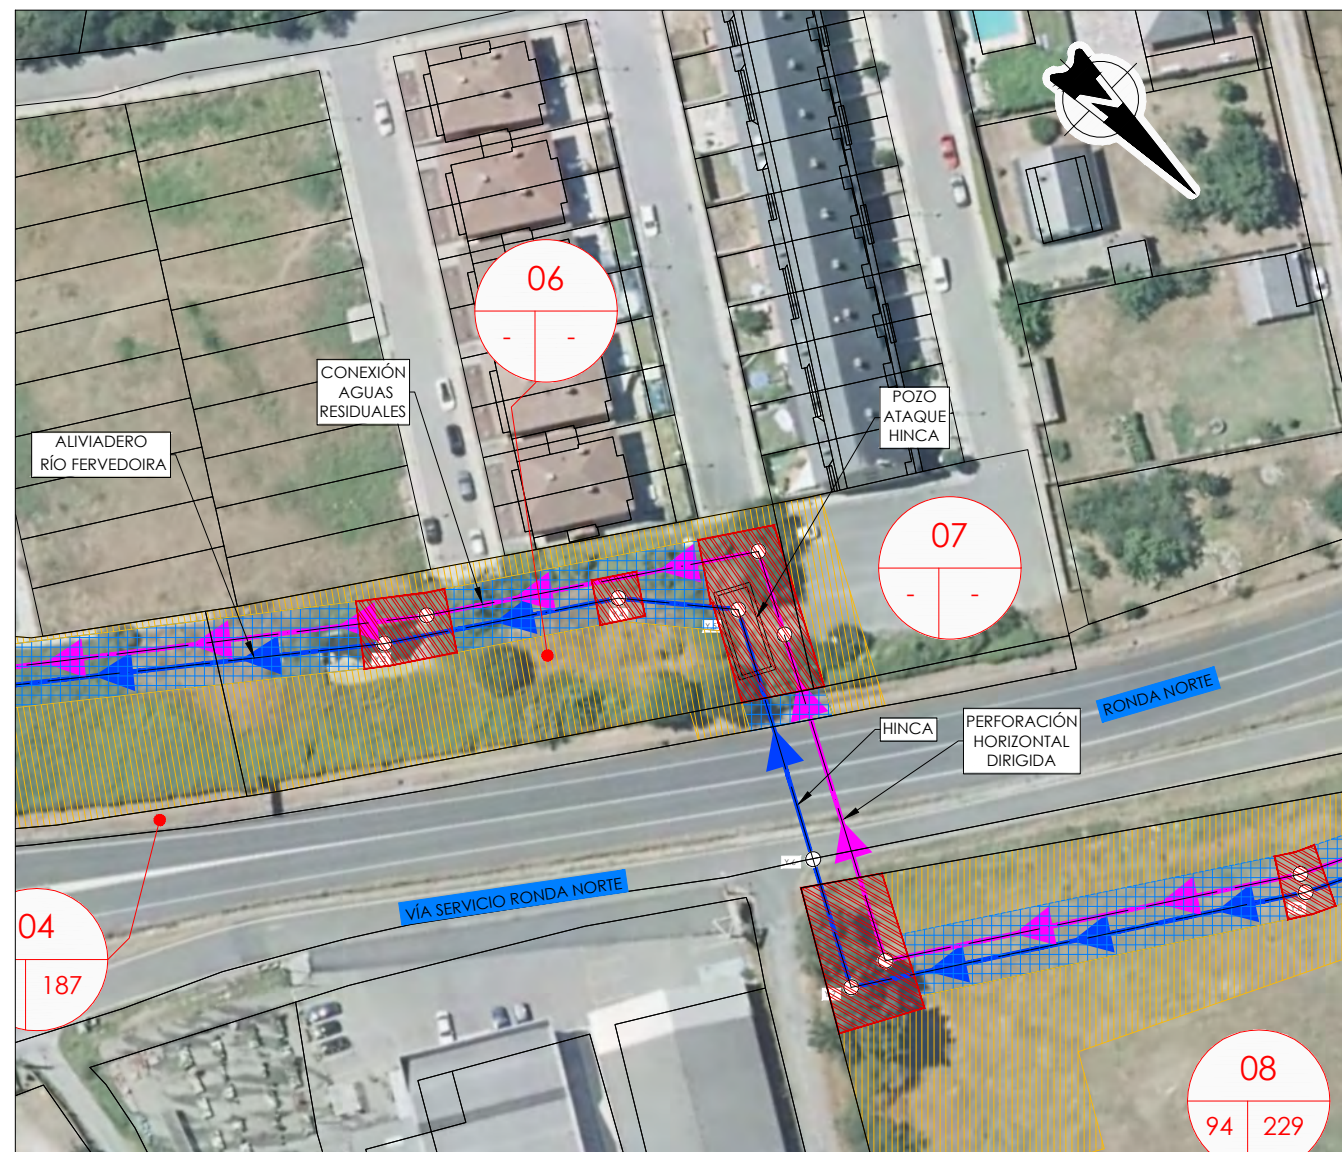 06
-
-
CONEXIÓN
AGUAS
RESIDUALES
ALIVIADERO
RÍO FERVEDOIRA
POZO
ATAQUE
HINCA
07
-
-
RONDA NORTE
HINCA
PERFORACIÓN
HORIZONTAL
DIRIGIDA
VÍA SERVICIO RONDA NORTE
04
187
08
94
229